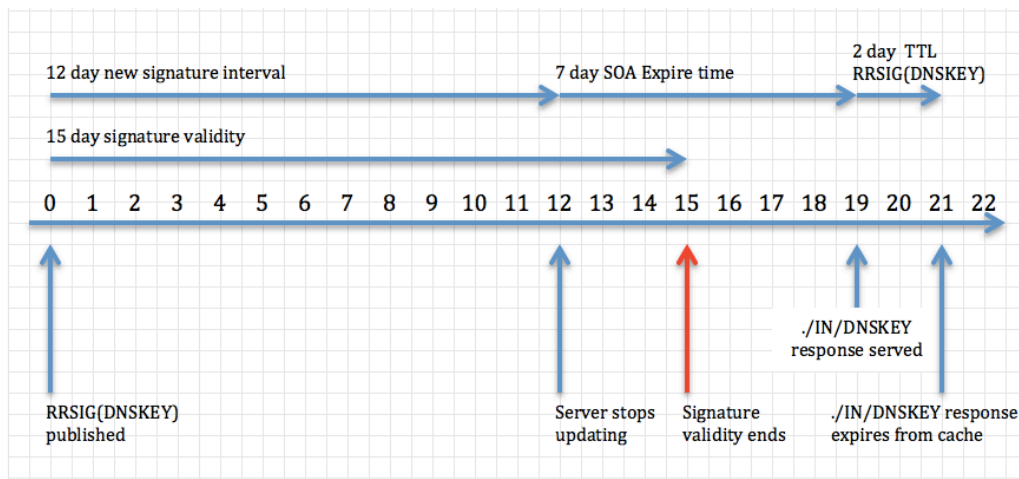 2 day TTL
12 day new signature interval
7 day SOA Expire time
RRSIG(DNSKEY)
15 day signature validity
0 1 2 3 4 5 6 7 8 9 10 11 12 13 14 15 16 17 18 19 20 21 22
./IN/DNSKEY
response served
RRSIG(DNSKEY)
published
Server stops
updating
Signature
validity ends
./IN/DNSKEY response
expires from cache